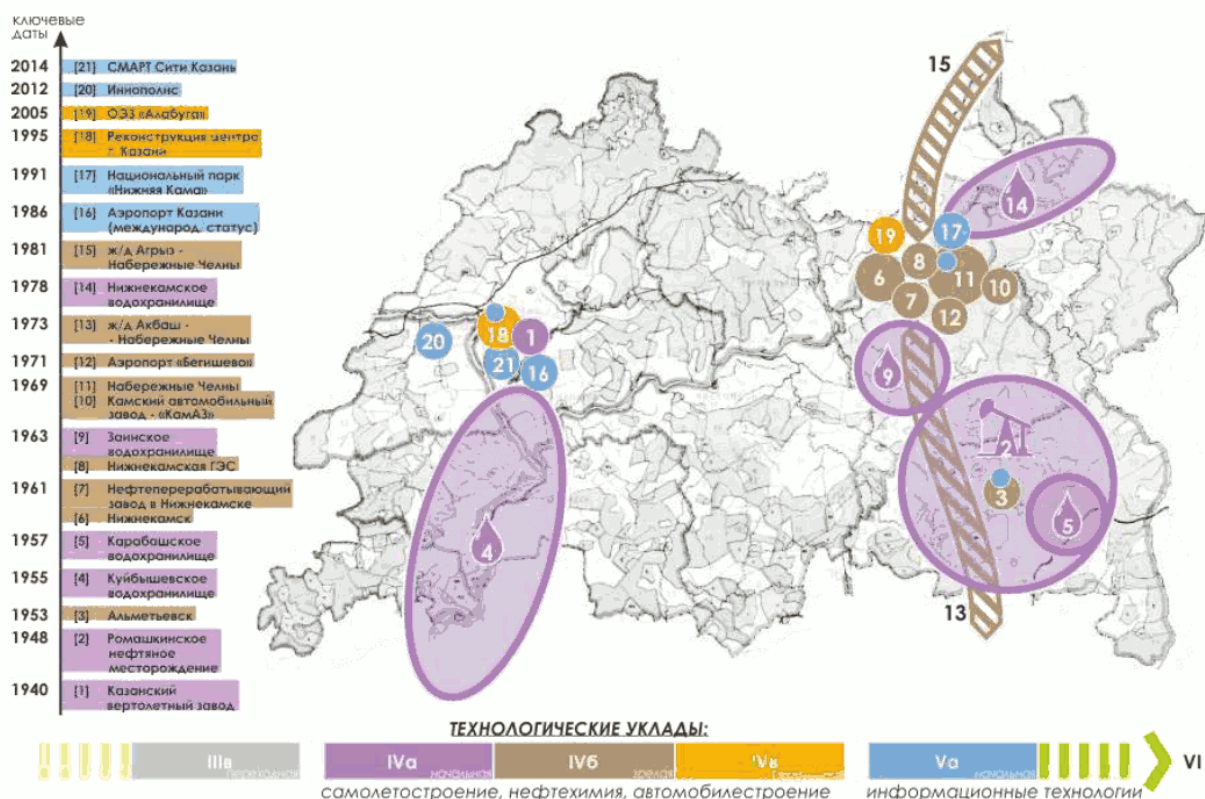 ключевые
даты
2014 [21] СМАРТ Сити Казань
2012 [20] Иннополис
2005 [19] ОЭЗ «Алабуга»
1995 [18] Реконструкция центра
г. Казани
1991 [17] Национальный парк
«Нижняя Кама»
1986 [16] Аэропорт Казани
(международ. статус)
1981 [15] ж/д Агрыз -
Набережные Челны
1978 [14] Нижнекамское
водохранилище
1973 [13] ж/д Акбаш -
- Набережные Челны
1971 [12] Аэропорт «Бегишево»
1969 [11] Набережные Челны
[10] Камский автомобильный
завод - «КамАЗ»
1963 [9] Заинское
водохранилище
[8] Нижнекамская ГЭС
1961 [7] Нефтеперерабатывающий
завод в Нижнекамске
[6] Нижнекамск
1957 [5] Карабашское
водохранилище
1955 [4] Куйбышевское
водохранилище
1953 [3] Альметьевск
1948 [2] Ромашкинское
нефтяное
месторождение
1940 [1] Казанский
вертолетный завод
15
14
19
17
8
6
11
10
7
12
18
1
20
21
16
9
2
3
5
4
13
ТЕХНОЛОГИЧЕСКИЕ УКЛАДЫ:
IIIв
переходная
IVа
начальная
IVб
зрелая
IVв
Vа
начальная
VI
самолетостроение, нефтехимия, автомобилестроение
информационные технологии